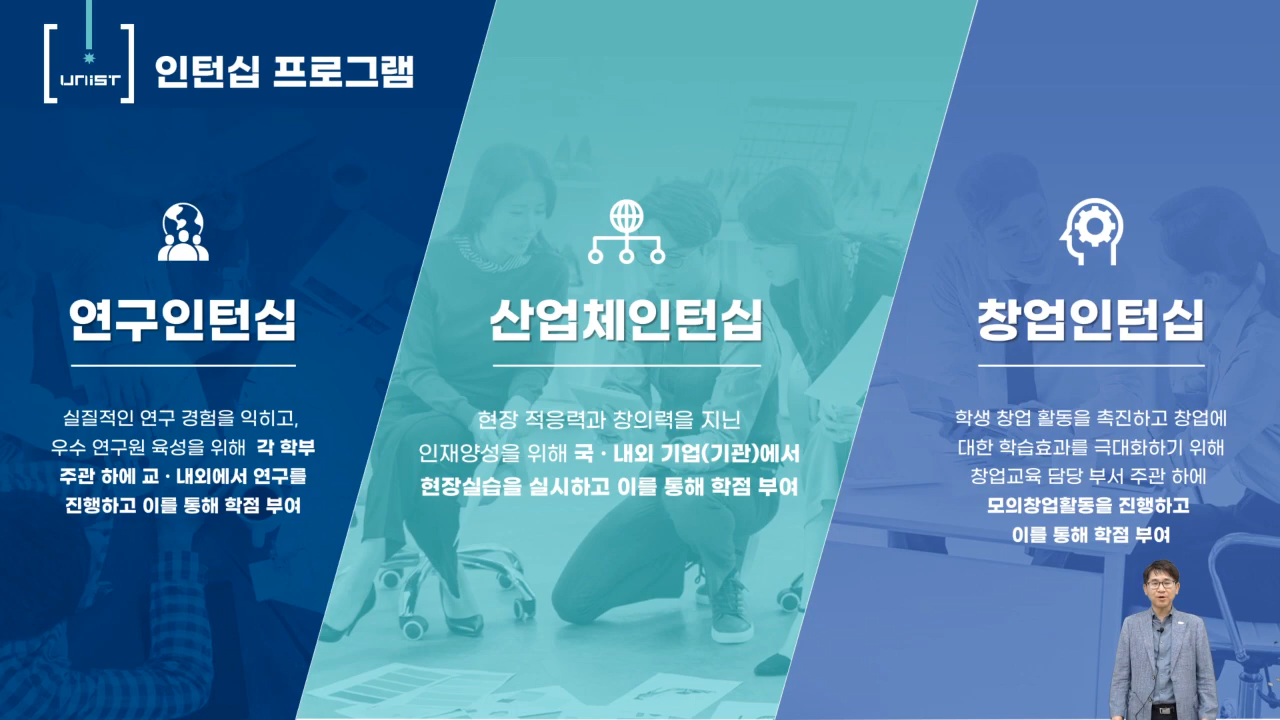 UNIST
인턴십 프로그램
연구인턴십
실질적인 연구 경험을 익히고,
우수 연구원 육성을 위해 각 학부
주관 하에 교 · 내외에서 연구를
진행하고 이를 통해 학점 부여
산업체인턴십
현장 적응력과 창의력을 지닌
인재양성을 위해 국 · 내외 기업(기관)에서
현장실습을 실시하고 이를 통해 학점 부여
창업인턴십
학생 창업 활동을 촉진하고 창업에
대한 학습효과를 극대화하기 위해
창업교육 담당 부서 주관 하에
모의창업활동을 진행하고
이를 통해 학점 부여